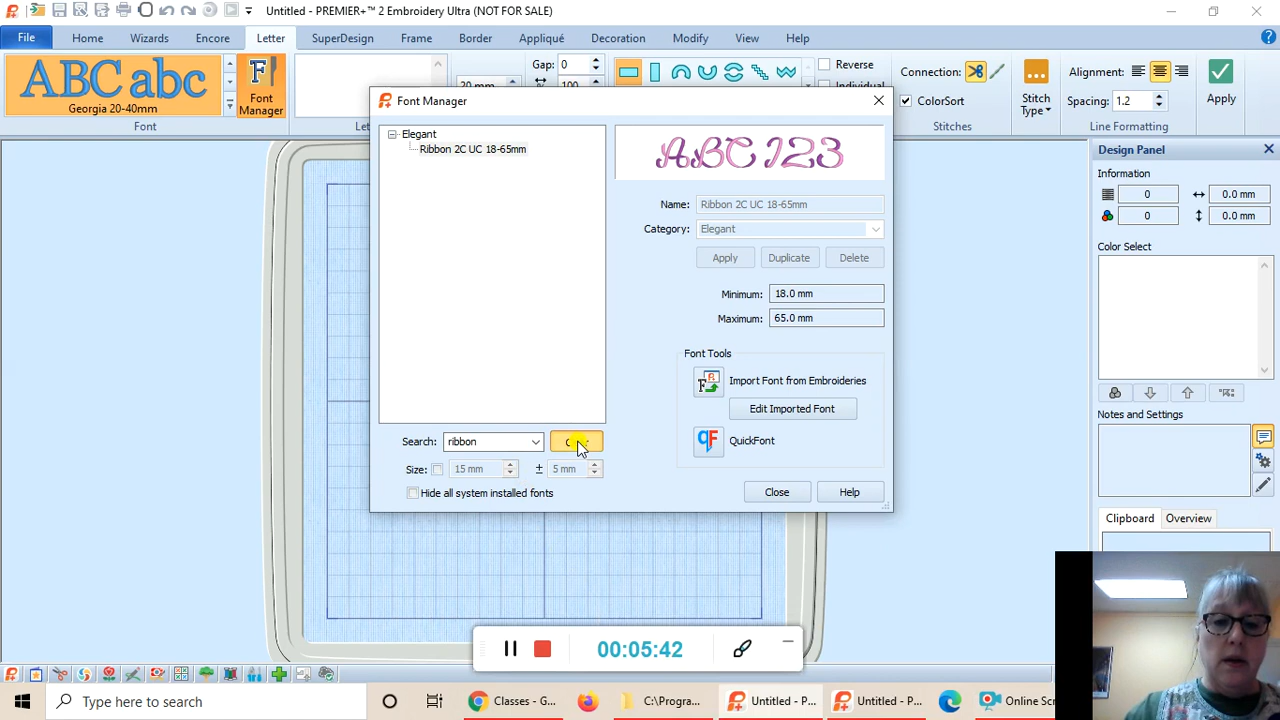 Untitled - PREMIER+™ 2 Embroidery Ultra (NOT FOR SALE)
File Home Wizards Encore Letter SuperDesign Frame Border Appliqué Decoration Modify View Help
ABC abc
Georgia 20-40mm
Font Manager
Gap: 0
20 mm
100
Reverse
Individual
Connection:
ColorSort
Stitch Type
Alignment:
Spacing: 1.2
Apply
Font
Stitches
Line Formatting
Font Manager
Elegant
Ribbon 2C UC 18-65mm
ABC 123
Name: Ribbon 2C UC 18-65mm
Category: Elegant
Apply Duplicate Delete
Minimum: 18.0 mm
Maximum: 65.0 mm
Font Tools
Import Font from Embroideries
Edit Imported Font
QuickFont
Search: ribbon
Size: 15 mm ± 5 mm
Hide all system installed fonts
Close Help
Design Panel
Information
0 0.0 mm
0 0.0 mm
Color Select
Notes and Settings
Clipboard Overview
00:05:42
Type here to search
Classes - G...
C:\Progra...
Untitled - P...
Untitled - P...
Online Scr